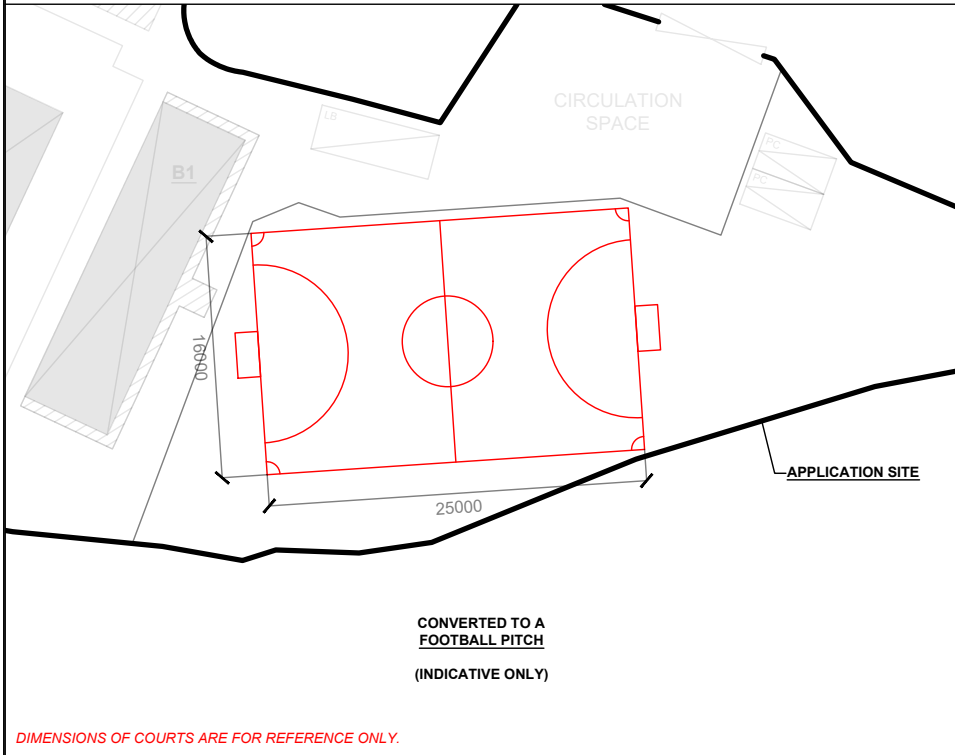 CIRCULATION
SPACE
LB
B1
PC
PC
16000
25000
APPLICATION SITE
CONVERTED TO A
FOOTBALL PITCH
(INDICATIVE ONLY)
DIMENSIONS OF COURTS ARE FOR REFERENCE ONLY.